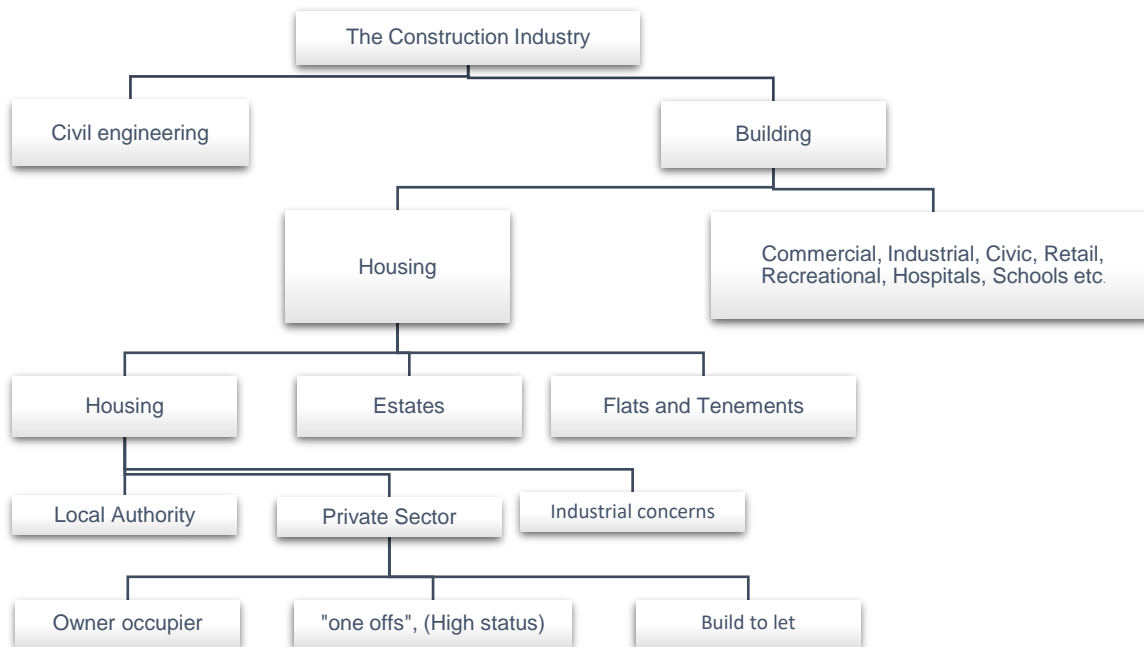 The Construction Industry
Civil engineering
Building
Housing
Commercial, Industrial, Civic, Retail,
Recreational, Hospitals, Schools etc.
Housing
Estates
Flats and Tenements
Local Authority
Private Sector
Industrial concerns
Owner occupier
"one offs", (High status)
Build to let